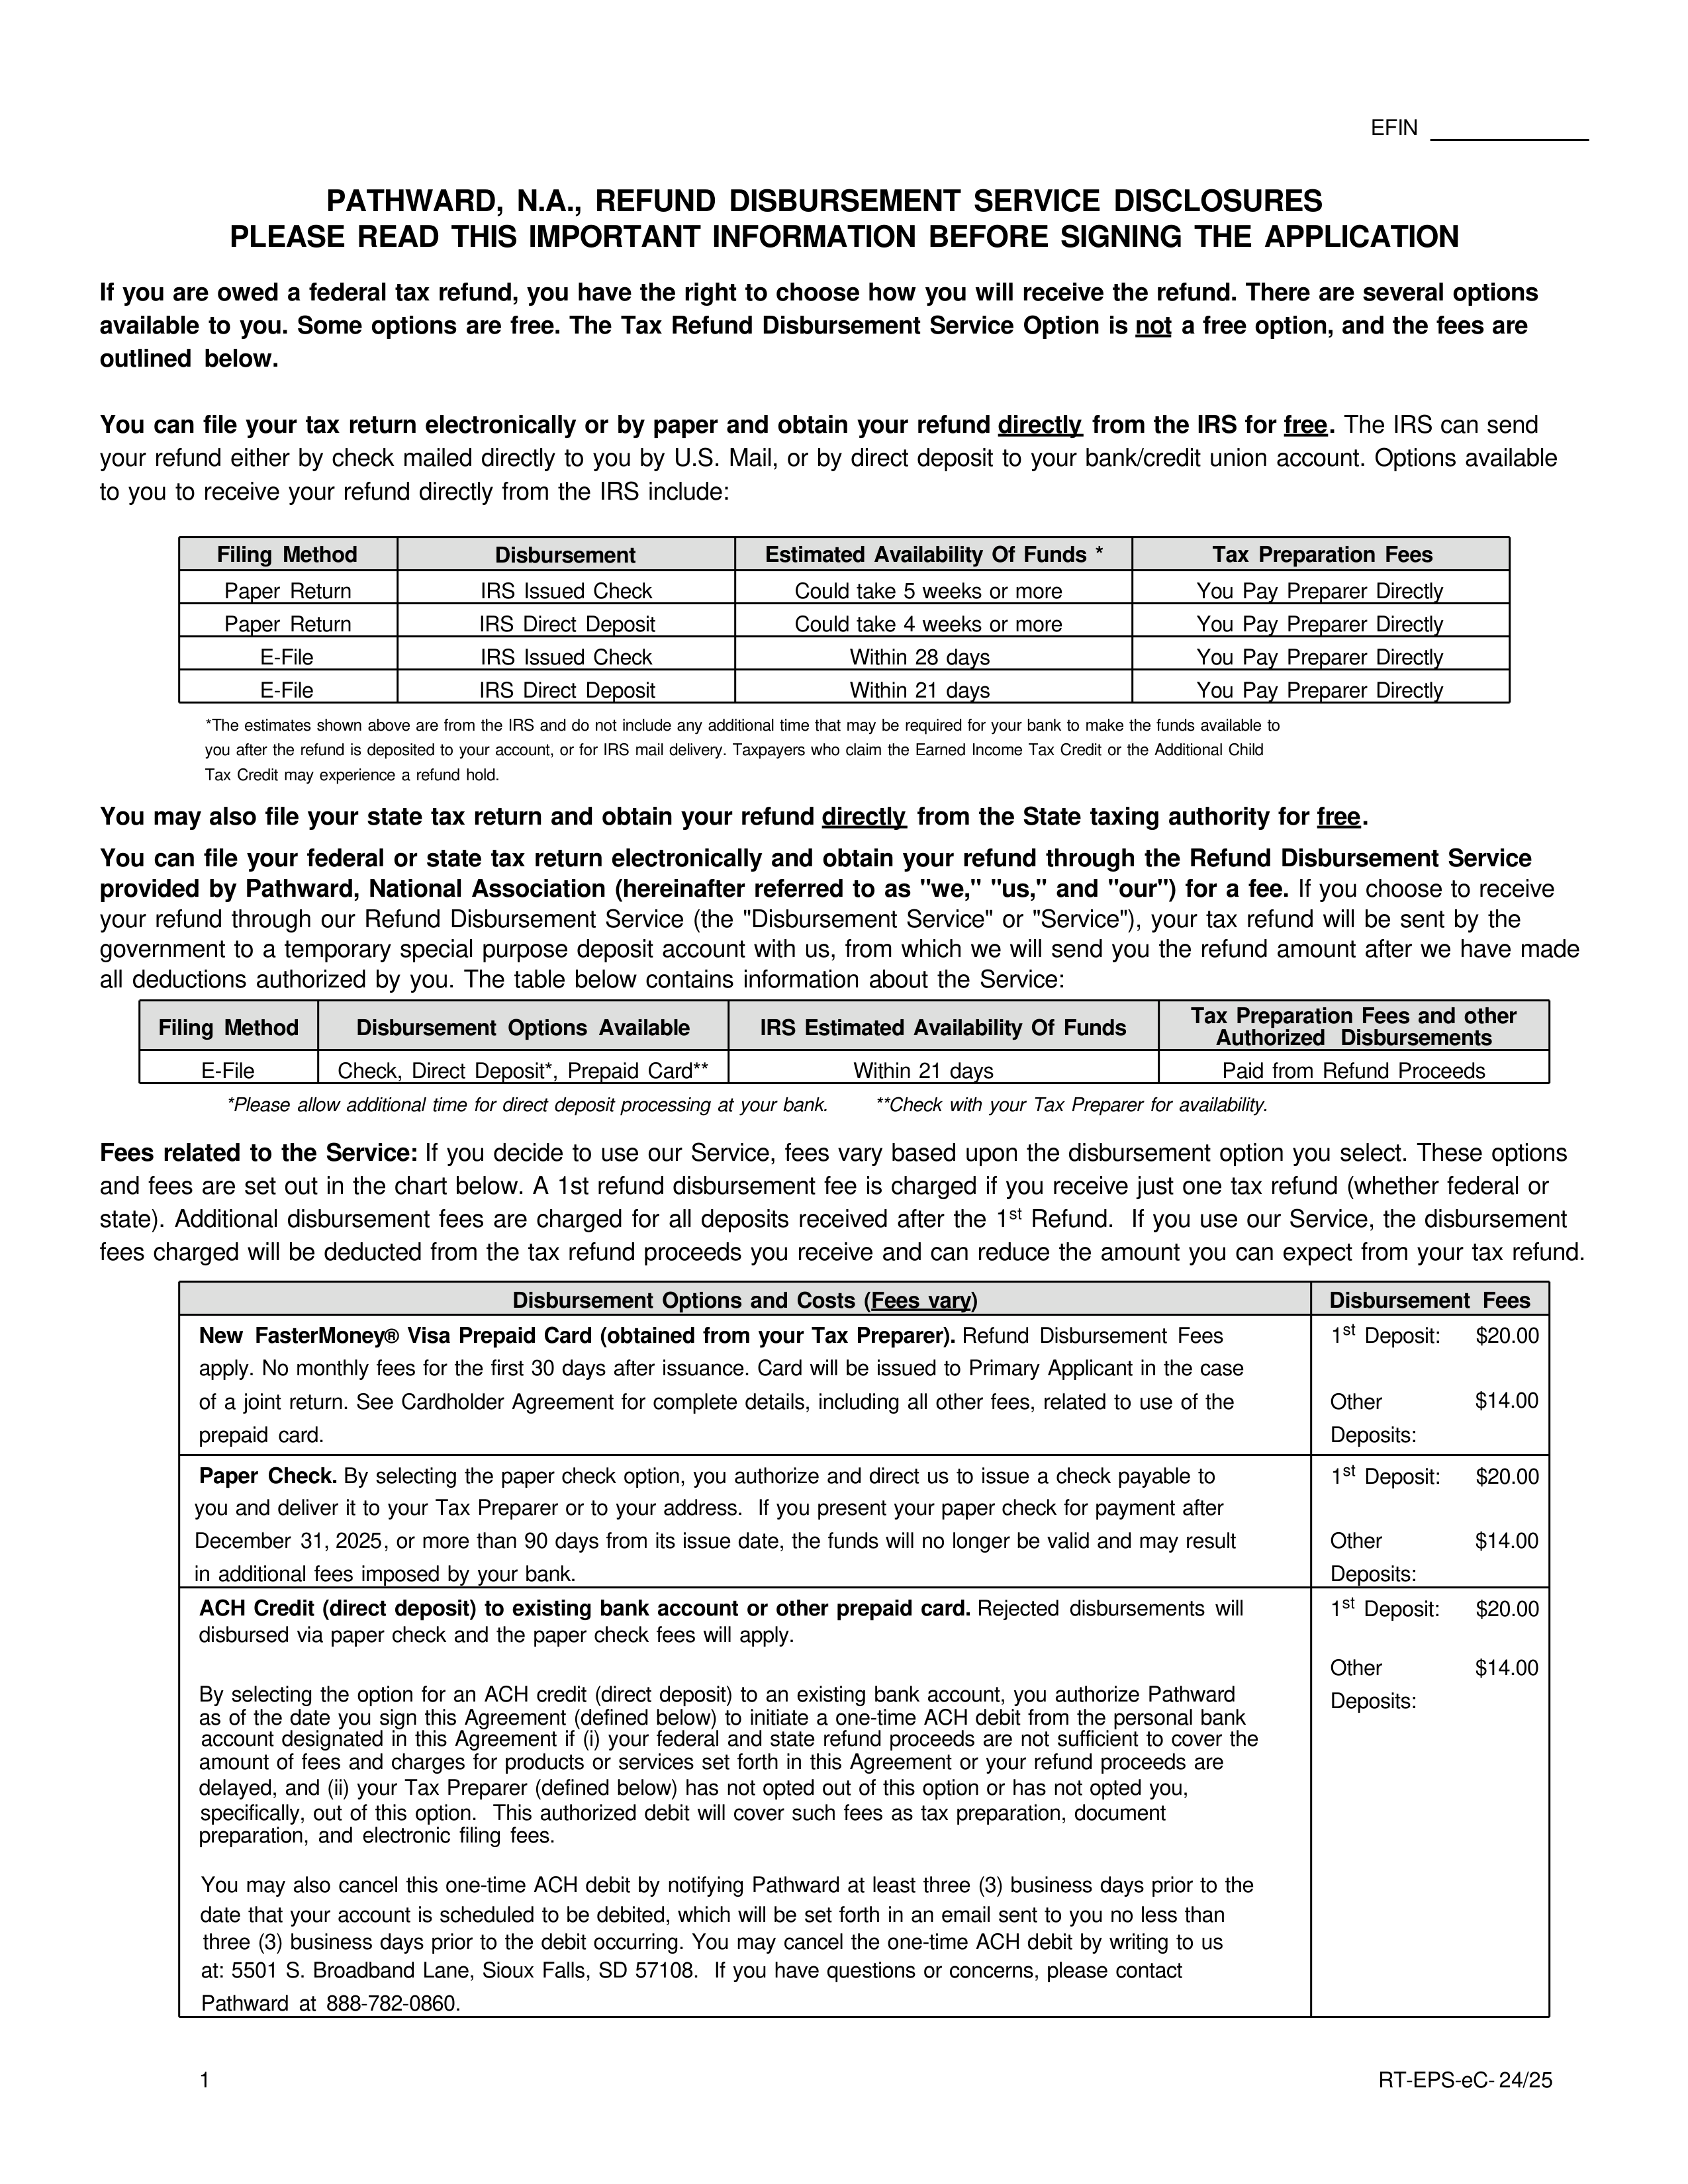 EFIN
PATHWARD, N.A., REFUND DISBURSEMENT SERVICE DISCLOSURES
PLEASE READ THIS IMPORTANT INFORMATION BEFORE SIGNING THE APPLICATION
If you are owed a federal tax refund, you have the right to choose how you will receive the refund. There are several options
available to you. Some options are free. The Tax Refund Disbursement Service Option is not a free option, and the fees are
outlined below.
You can file your tax return electronically or by paper and obtain your refund directly from the IRS for free. The IRS can send
your refund either by check mailed directly to you by U.S. Mail, or by direct deposit to your bank/credit union account. Options available
to you to receive your refund directly from the IRS include:
Filing Method Disbursement Estimated Availability Of Funds * Tax Preparation Fees
Paper Return IRS Issued Check Could take 5 weeks or more You Pay Preparer Directly
Paper Return IRS Direct Deposit Could take 4 weeks or more You Pay Preparer Directly
E-File IRS Issued Check Within 28 days You Pay Preparer Directly
E-File IRS Direct Deposit Within 21 days You Pay Preparer Directly
*The estimates shown above are from the IRS and do not include any additional time that may be required for your bank to make the funds available to
you after the refund is deposited to your account, or for IRS mail delivery. Taxpayers who claim the Earned Income Tax Credit or the Additional Child
Tax Credit may experience a refund hold.
You may also file your state tax return and obtain your refund directly from the State taxing authority for free.
You can file your federal or state tax return electronically and obtain your refund through the Refund Disbursement Service
provided by Pathward, National Association (hereinafter referred to as "we," "us," and "our") for a fee. If you choose to receive
your refund through our Refund Disbursement Service (the "Disbursement Service" or "Service"), your tax refund will be sent by the
government to a temporary special purpose deposit account with us, from which we will send you the refund amount after we have made
all deductions authorized by you. The table below contains information about the Service:
Filing Method Disbursement Options Available IRS Estimated Availability Of Funds Tax Preparation Fees and other
Authorized Disbursements
E-File Check, Direct Deposit*, Prepaid Card** Within 21 days Paid from Refund Proceeds
*Please allow additional time for direct deposit processing at your bank. **Check with your Tax Preparer for availability.
Fees related to the Service: If you decide to use our Service, fees vary based upon the disbursement option you select. These options
and fees are set out in the chart below. A 1st refund disbursement fee is charged if you receive just one tax refund (whether federal or
state). Additional disbursement fees are charged for all deposits received after the 1st Refund. If you use our Service, the disbursement
fees charged will be deducted from the tax refund proceeds you receive and can reduce the amount you can expect from your tax refund.
Disbursement Options and Costs (Fees vary) Disbursement Fees
New FasterMoney® Visa Prepaid Card (obtained from your Tax Preparer). Refund Disbursement Fees 1st Deposit: $20.00
apply. No monthly fees for the first 30 days after issuance. Card will be issued to Primary Applicant in the case
of a joint return. See Cardholder Agreement for complete details, including all other fees, related to use of the Other $14.00
prepaid card. Deposits:
Paper Check. By selecting the paper check option, you authorize and direct us to issue a check payable to 1st Deposit: $20.00
you and deliver it to your Tax Preparer or to your address. If you present your paper check for payment after
December 31, 2025, or more than 90 days from its issue date, the funds will no longer be valid and may result Other $14.00
in additional fees imposed by your bank. Deposits:
ACH Credit (direct deposit) to existing bank account or other prepaid card. Rejected disbursements will 1st Deposit: $20.00
disbursed via paper check and the paper check fees will apply.
Other $14.00
By selecting the option for an ACH credit (direct deposit) to an existing bank account, you authorize Pathward Deposits:
as of the date you sign this Agreement (defined below) to initiate a one-time ACH debit from the personal bank
account designated in this Agreement if (i) your federal and state refund proceeds are not sufficient to cover the
amount of fees and charges for products or services set forth in this Agreement or your refund proceeds are
delayed, and (ii) your Tax Preparer (defined below) has not opted out of this option or has not opted you,
specifically, out of this option. This authorized debit will cover such fees as tax preparation, document
preparation, and electronic filing fees.
You may also cancel this one-time ACH debit by notifying Pathward at least three (3) business days prior to the
date that your account is scheduled to be debited, which will be set forth in an email sent to you no less than
three (3) business days prior to the debit occurring. You may cancel the one-time ACH debit by writing to us
at: 5501 S. Broadband Lane, Sioux Falls, SD 57108. If you have questions or concerns, please contact
Pathward at 888-782-0860.
1 RT-EPS-eC- 24/25